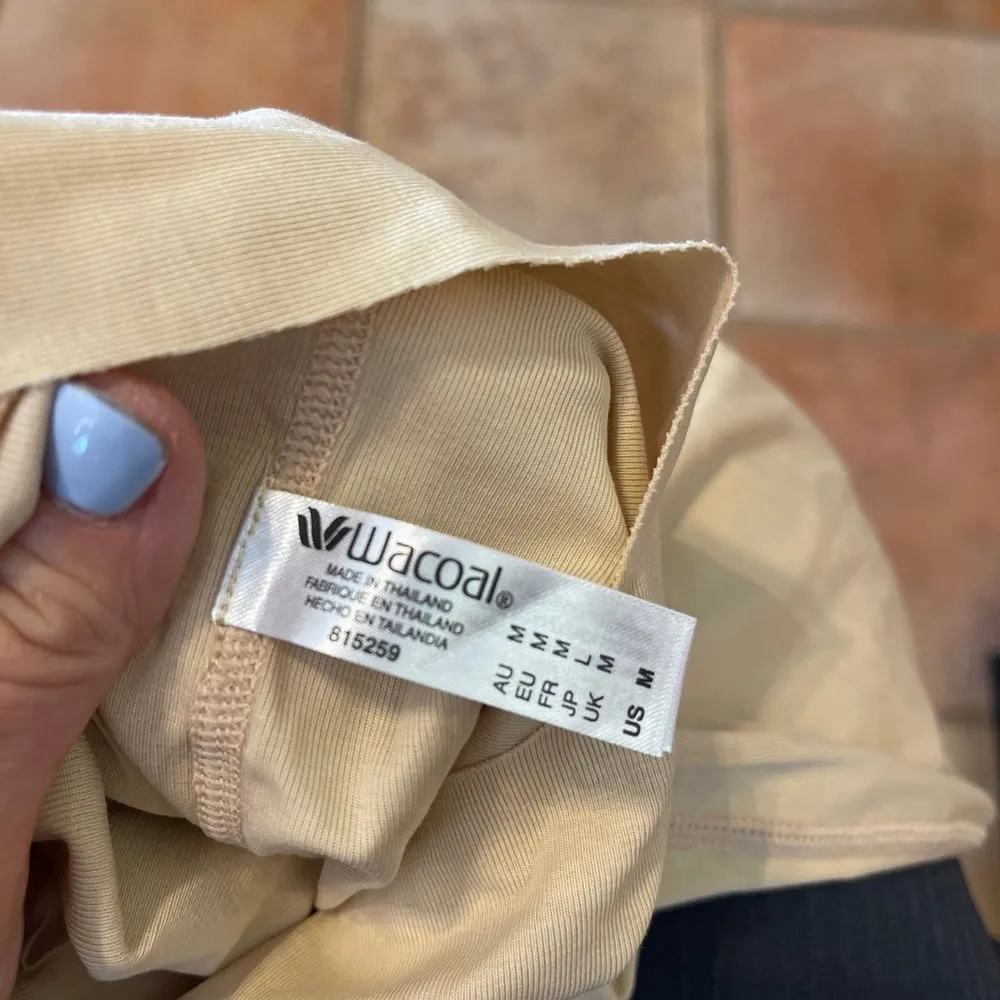 Wacoal®
MADE IN THAILAND
FABRIQUE EN THAILAND
HECHO EN TAILANDIA
815259
AU M
EU M
FR M
JP L
UK M
US M